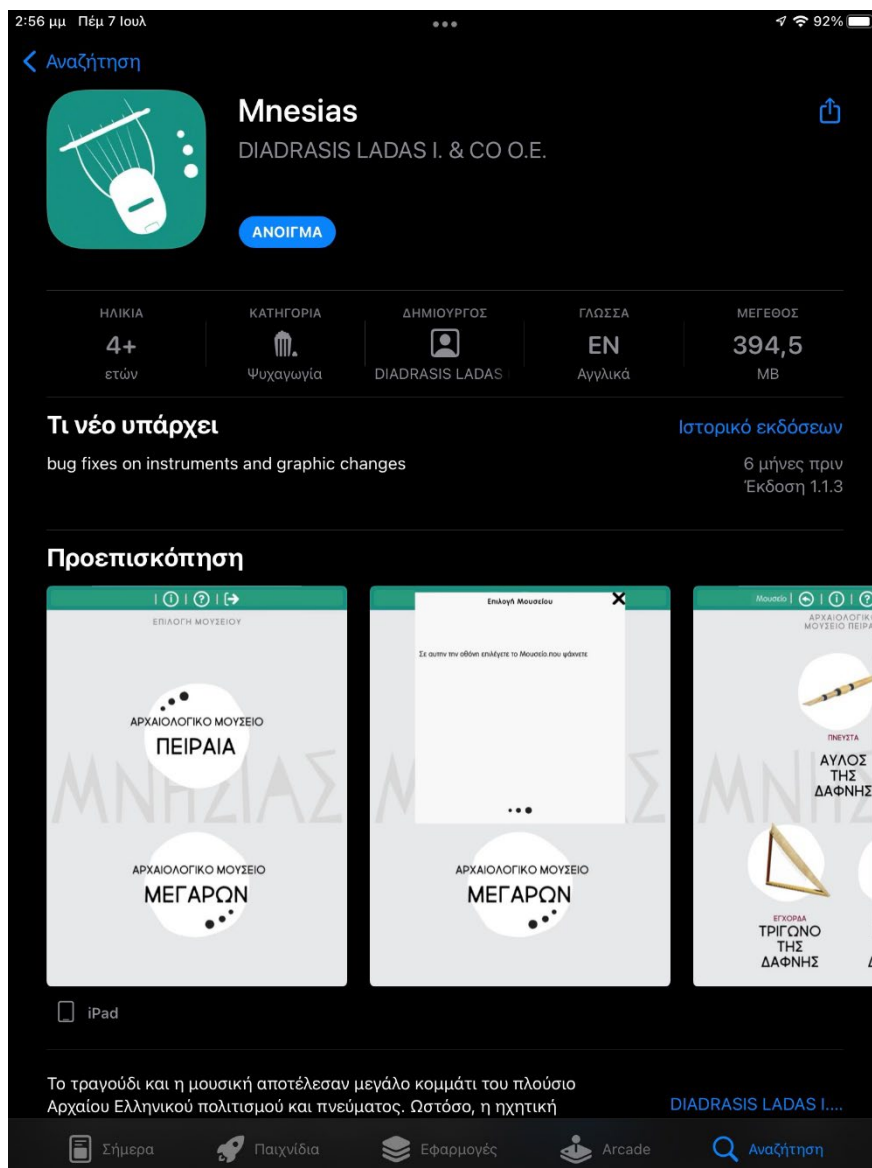 2:56 μμ Πέμ 7 Ιουλ
92%
Αναζήτηση
Mnesias
DIADRASIS LADAS I. & CO O.E.
ΑΝΟΙΓΜΑ
ΗΛΙΚΙΑ
4+
ετών
ΚΑΤΗΓΟΡΙΑ
Ψυχαγωγία
ΔΗΜΙΟΥΡΓΟΣ
DIADRASIS LADAS
ΓΛΩΣΣΑ
EN
Αγγλικά
ΜΕΓΕΘΟΣ
394,5
MB
Τι νέο υπάρχει
Ιστορικό εκδόσεων
bug fixes on instruments and graphic changes
6 μήνες πριν
Έκδοση 1.1.3
Προεπισκόπηση
ΕΠΙΛΟΓΗ ΜΟΥΣΕΙΟΥ
ΑΡΧΑΙΟΛΟΓΙΚΟ ΜΟΥΣΕΙΟ
ΠΕΙΡΑΙΑ
ΜΝΗΣΙΑΣ
ΑΡΧΑΙΟΛΟΓΙΚΟ ΜΟΥΣΕΙΟ
ΜΕΓΑΡΩΝ
Επιλογή Μουσείου
Σε αυτην την οθόνη επιλέγετε το Μουσείο που ψάχνετε
Μ Σ
ΑΡΧΑΙΟΛΟΓΙΚΟ ΜΟΥΣΕΙΟ
ΜΕΓΑΡΩΝ
Μουσείο
ΑΡΧΑΙΟΛΟΓΙΚ
ΜΟΥΣΕΙΟ ΠΕΙΡΑ
ΠΝΕΥΣΤΑ
ΑΥΛΟΣ
ΤΗΣ
ΔΑΦΝΗΣ
ΜΝΗ
ΕΓΧΟΡΔΑ
ΤΡΙΓΩΝΟ
ΤΗΣ
ΔΑΦΝΗΣ
iPad
Το τραγούδι και η μουσική αποτέλεσαν μεγάλο κομμάτι του πλούσιο
Αρχαίου Ελληνικού πολιτισμού και πνεύματος. Ωστόσο, η ηχητική
DIADRASIS LADAS I....
Σήμερα
Παιχνίδια
Εφαρμογές
Arcade
Αναζήτηση